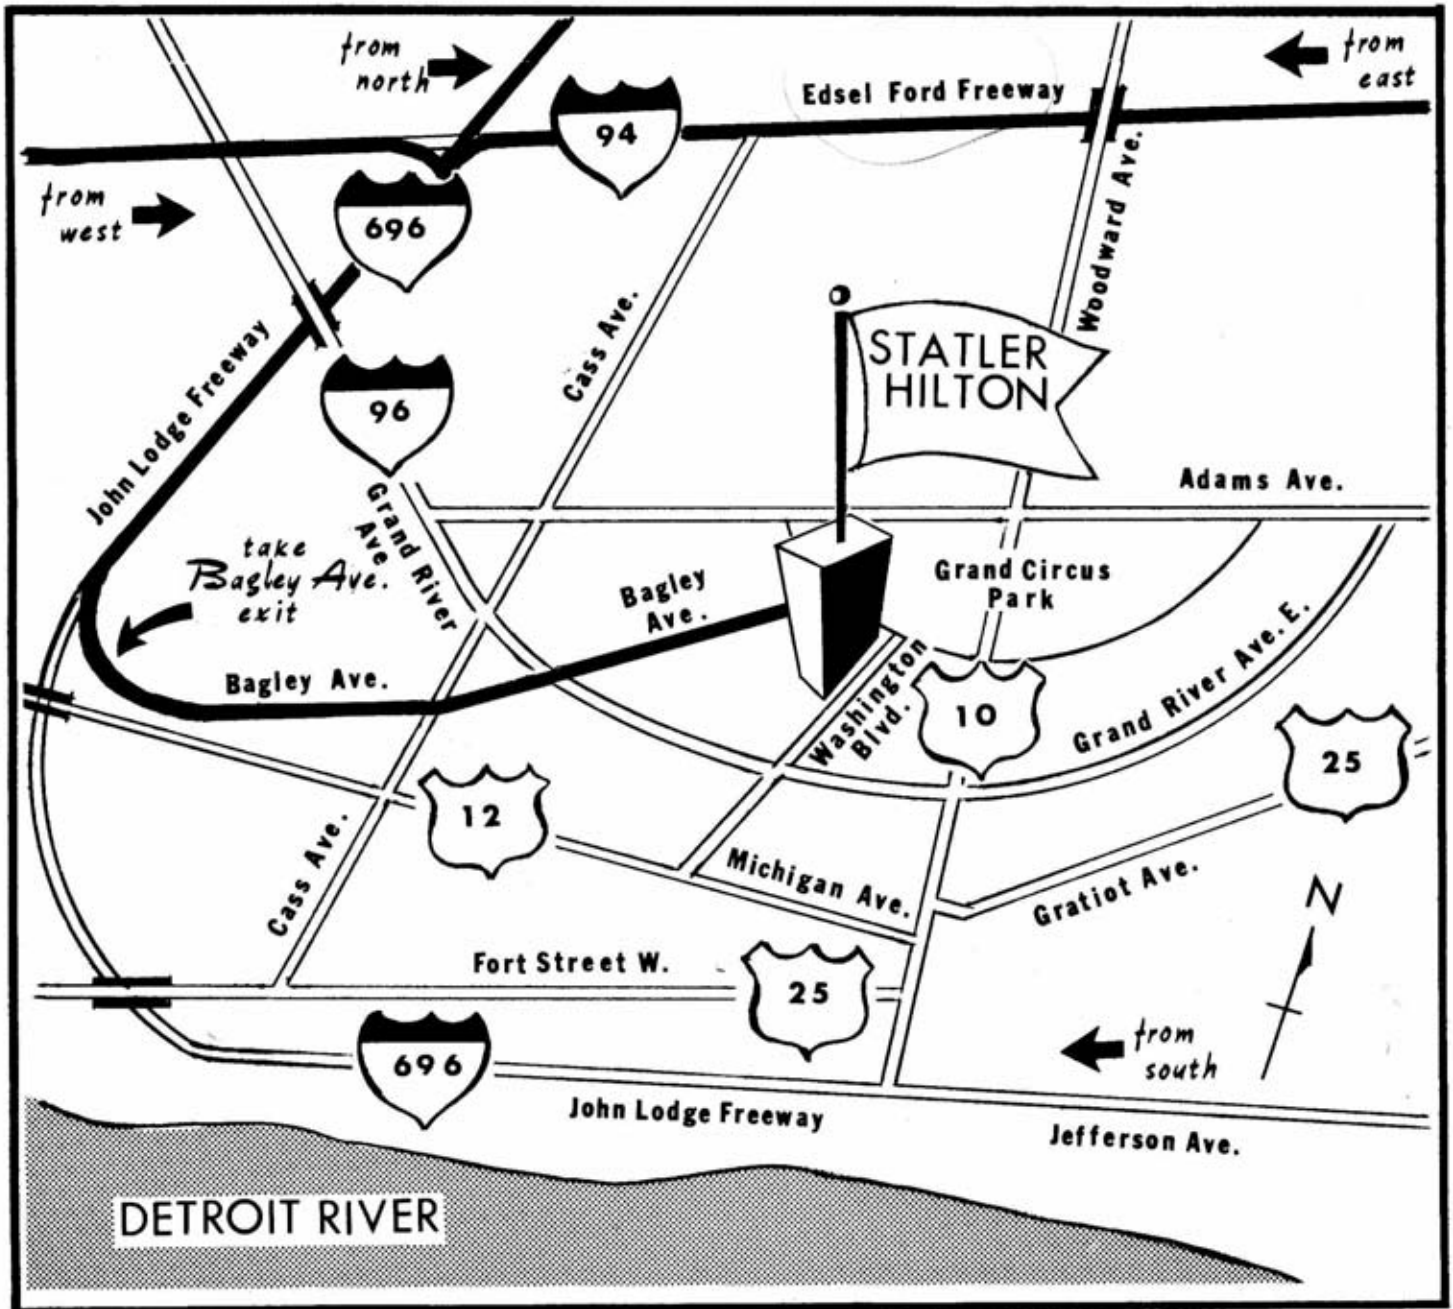 from
north
from
east
Edsel Ford Freeway
94
from
west
696
Woodward Ave.
Cass Ave.
STATLER
HILTON
John Lodge Freeway
96
Adams Ave.
Grand River
Ave
take
Bagley Ave.
exit
Bagley
Ave.
Grand Circus
Park
Bagley Ave.
Washington
Blvd.
10
Grand River Ave. E.
25
12
Michigan Ave.
Gratiot Ave.
Cass Ave.
N
Fort Street W.
25
from
south
696
John Lodge Freeway
Jefferson Ave.
DETROIT RIVER